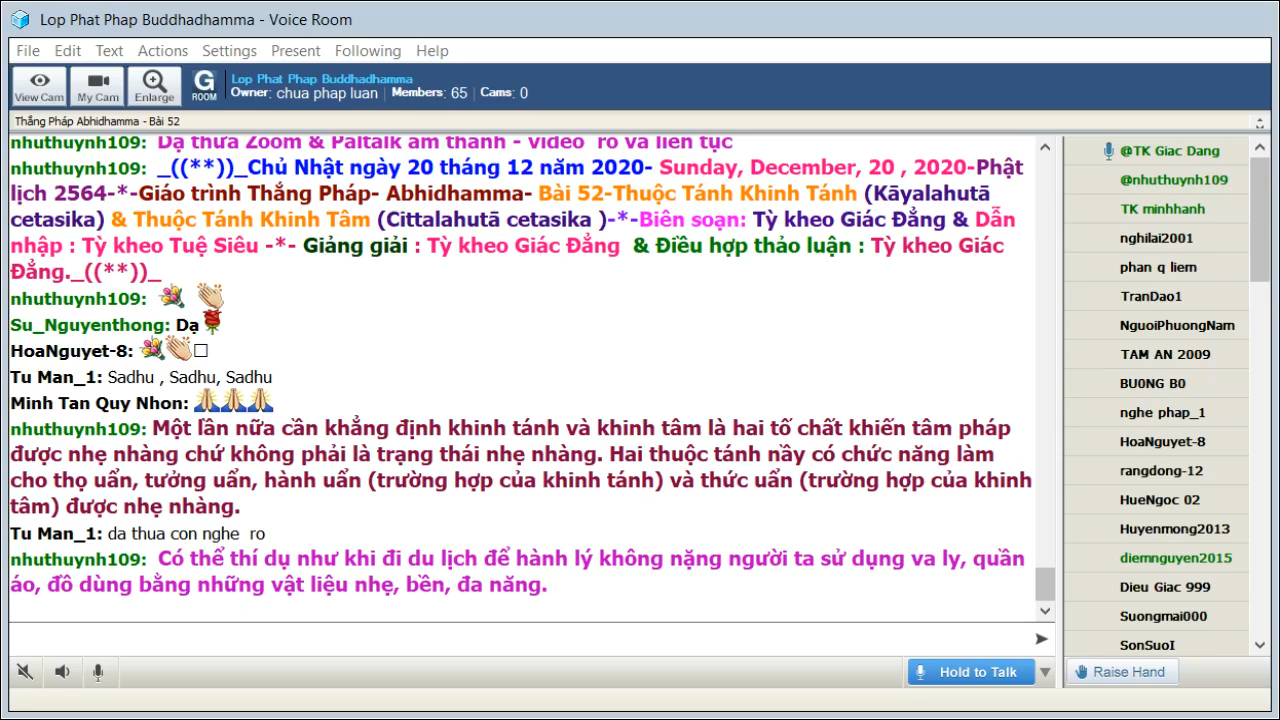 Lop Phat Phap Buddhadhamma - Voice Room
File Edit Text Actions Settings Present Following Help
View Cam My Cam Enlarge G ROOM
Lop Phat Phap Buddhadhamma
Owner: chua phap luan | Members: 65 | Cams: 0
Thắng Pháp Abhidhamma - Bài 52
nhuthuynh109: Dạ thưa Zoom & Paltalk âm thanh - video rõ và liên tục
nhuthuynh109: _((**))_Chủ Nhật ngày 20 tháng 12 năm 2020- Sunday, December, 20 , 2020-Phật
lịch 2564-*-Giáo trình Thắng Pháp- Abhidhamma- Bài 52-Thuộc Tánh Khinh Tánh (Kāyalahutā
cetasika) & Thuộc Tánh Khinh Tâm (Cittalahutā cetasika )-*-Biên soạn: Tỳ kheo Giác Đẳng & Dẫn
nhập : Tỳ kheo Tuệ Siêu -*- Giảng giải : Tỳ kheo Giác Đẳng & Điều hợp thảo luận : Tỳ kheo Giác
Đẳng._((**))_
nhuthuynh109:
Su_Nguyenthong: Dạ
HoaNguyet-8:
Tu Man_1: Sadhu , Sadhu, Sadhu
Minh Tan Quy Nhon:
nhuthuynh109: Một lần nữa cần khẳng định khinh tánh và khinh tâm là hai tố chất khiến tâm pháp
được nhẹ nhàng chứ không phải là trạng thái nhẹ nhàng. Hai thuộc tánh nầy có chức năng làm
cho thọ uẩn, tưởng uẩn, hành uẩn (trường hợp của khinh tánh) và thức uẩn (trường hợp của khinh
tâm) được nhẹ nhàng.
Tu Man_1: da thua con nghe ro
nhuthuynh109: Có thể thí dụ như khi đi du lịch để hành lý không nặng người ta sử dụng va ly, quần
áo, đồ dùng bằng những vật liệu nhẹ, bền, đa năng.
@TK Giac Dang
@nhuthuynh109
TK minhhanh
nghilai2001
phan q liem
TranDao1
NguoiPhuongNam
TAM AN 2009
BU0NG B0
nghe phap_1
HoaNguyet-8
rangdong-12
HueNgoc 02
Huyenmong2013
diemnguyen2015
Dieu Giac 999
Suongmai000
SonSuoI
Hold to Talk
Raise Hand